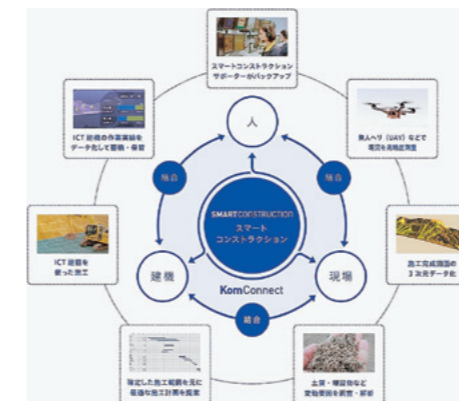 スマートコンストラクション
サポーターがバックアップ
ICT建機の作業実績を
データ化して蓄積・保管
無人ヘリ（UAV）などで
現況を高精度測量
人
結合
結合
SMARTCONSTRUCTION
スマート
コンストラクション
ICT建機を
使った施工
施工完成図面の
3次元データ化
建機
現場
KomConnect
結合
確定した施工範囲を元に
最適な施工計画を提案
土質・埋設物など
変動要因を調査・解析